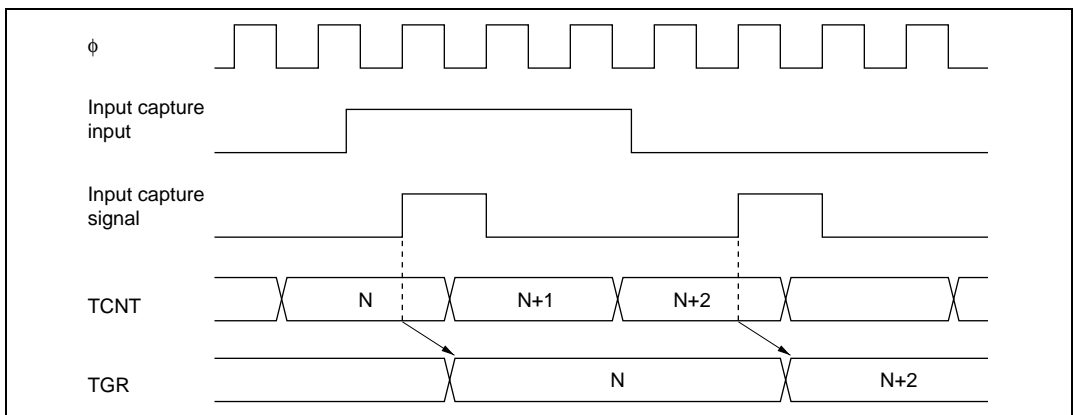 ϕ
Input capture
input
Input capture
signal
TCNT
N
N+1
N+2
TGR
N
N+2